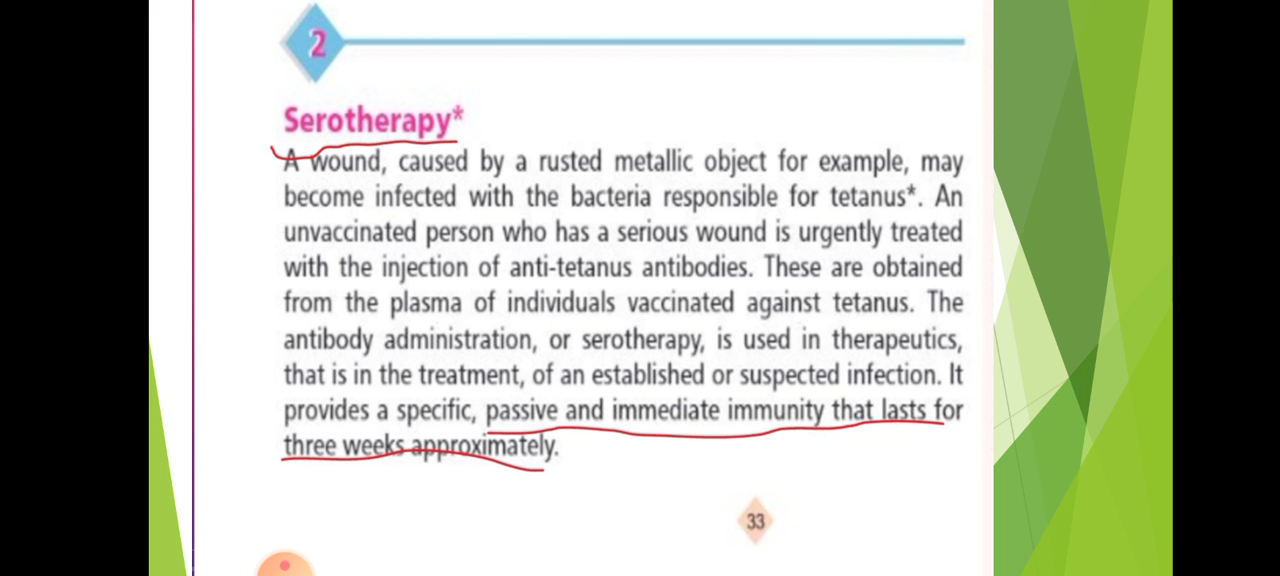 2
Serotherapy*
A wound, caused by a rusted metallic object for example, may
become infected with the bacteria responsible for tetanus*. An
unvaccinated person who has a serious wound is urgently treated
with the injection of anti-tetanus antibodies. These are obtained
from the plasma of individuals vaccinated against tetanus. The
antibody administration, or serotherapy, is used in therapeutics,
that is in the treatment, of an established or suspected infection. It
provides a specific, passive and immediate immunity that lasts for
three weeks approximately.
33